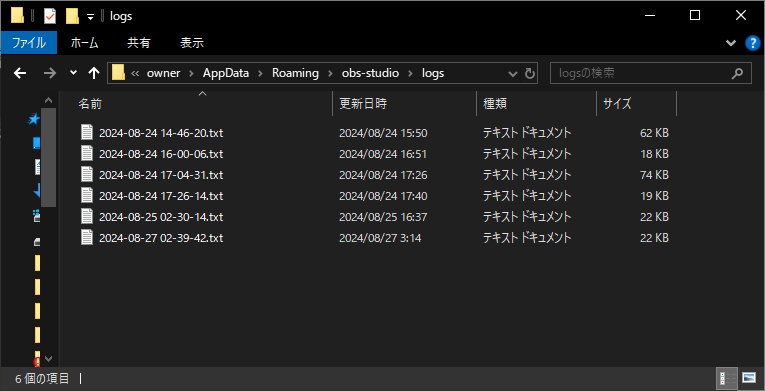 logs
ファイル ホーム 共有 表示
owner AppData Roaming obs-studio logs logsの検索
名前 更新日時 種類 サイズ
2024-08-24 14-46-20.txt 2024/08/24 15:50 テキスト ドキュメント 62 KB
2024-08-24 16-00-06.txt 2024/08/24 16:51 テキスト ドキュメント 18 KB
2024-08-24 17-04-31.txt 2024/08/24 17:26 テキスト ドキュメント 74 KB
2024-08-24 17-26-14.txt 2024/08/24 17:40 テキスト ドキュメント 19 KB
2024-08-25 02-30-14.txt 2024/08/25 16:37 テキスト ドキュメント 22 KB
2024-08-27 02-39-42.txt 2024/08/27 3:14 テキスト ドキュメント 22 KB
6 個の項目